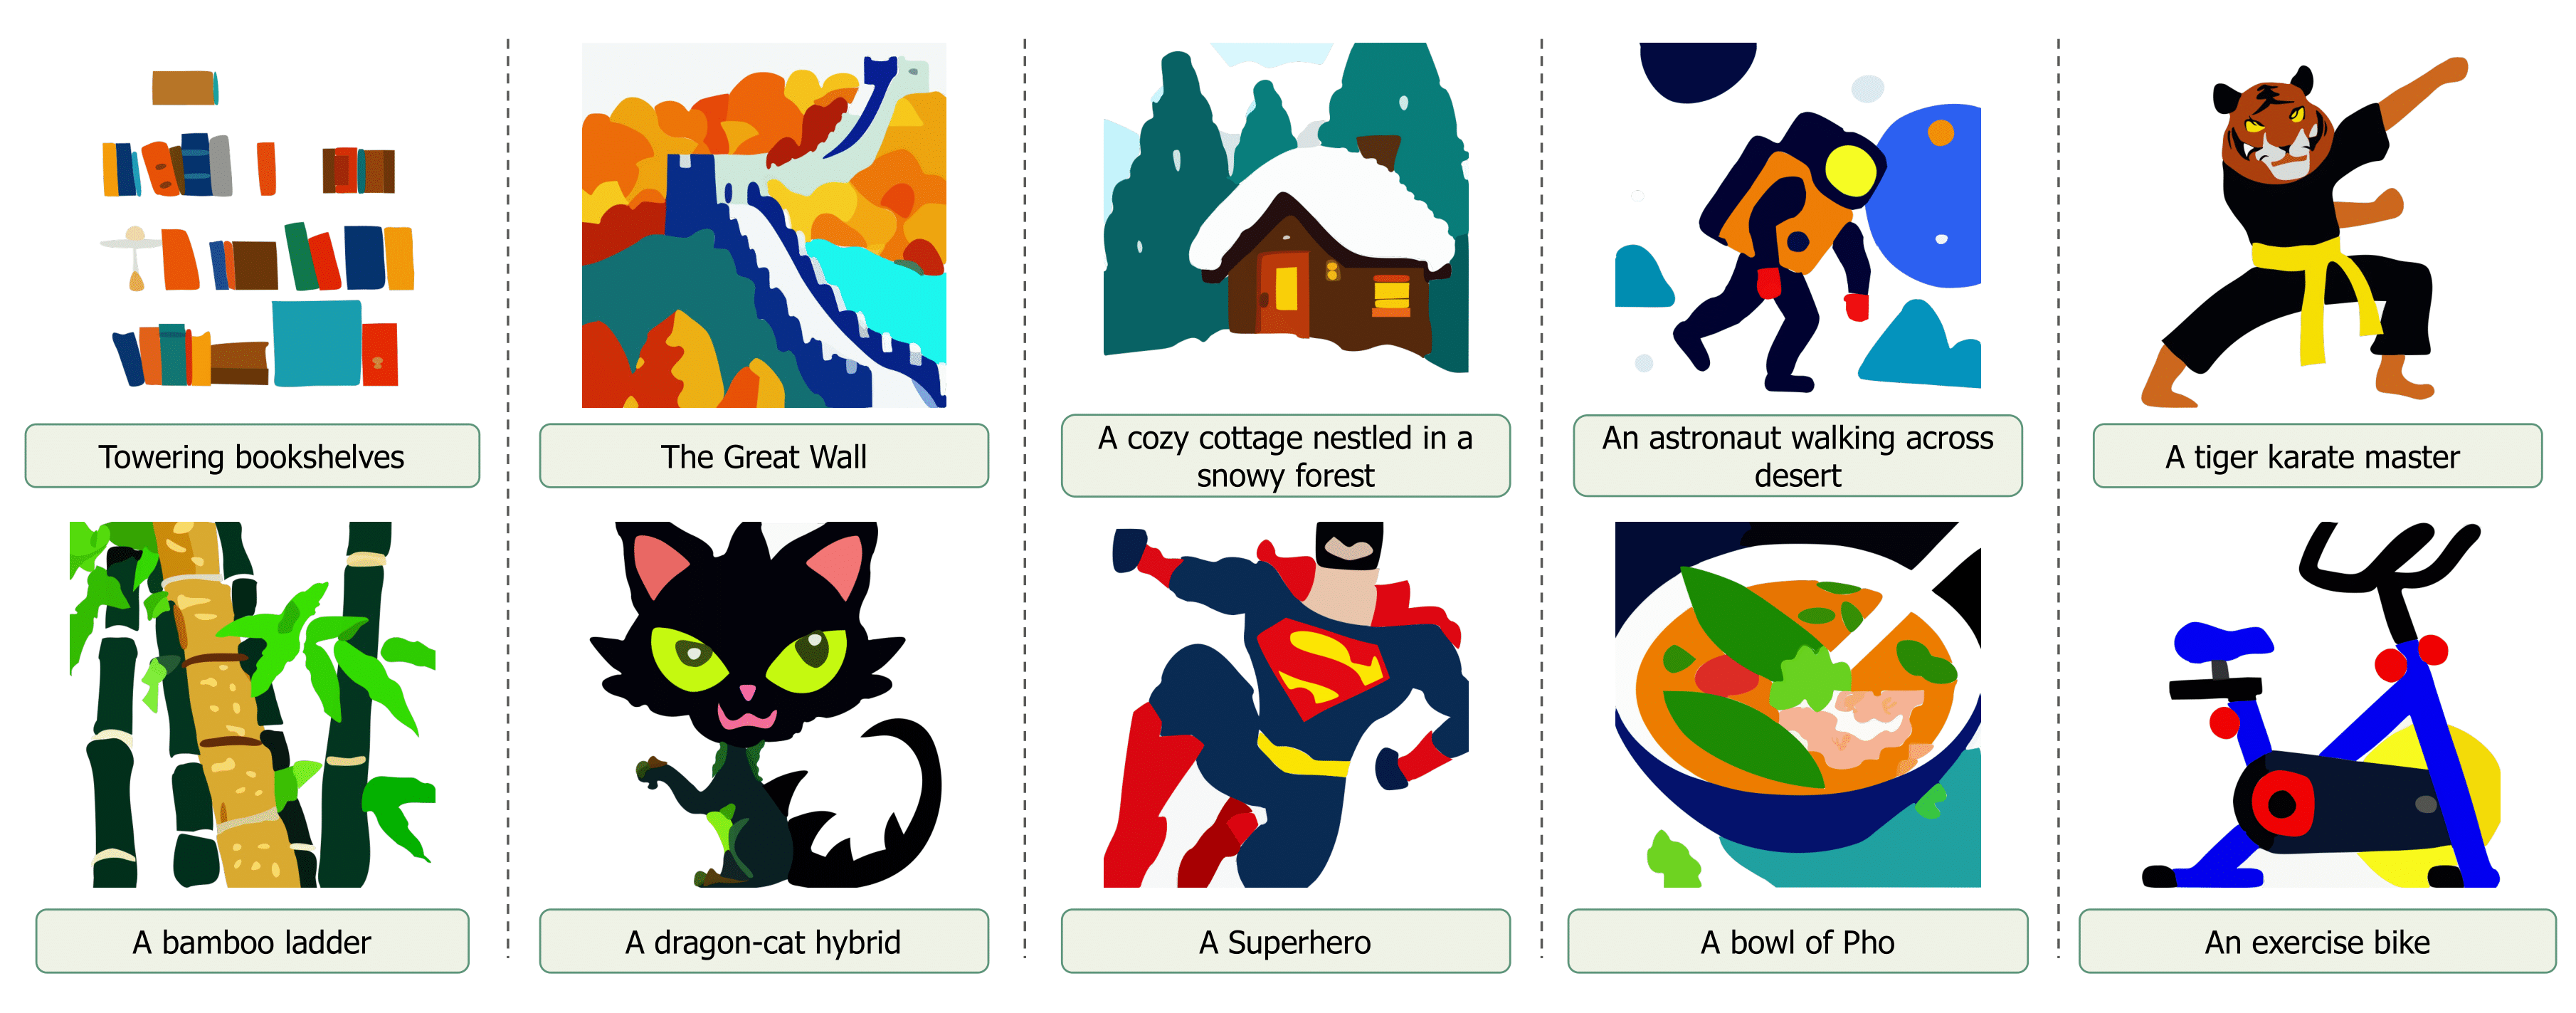 Towering bookshelves
The Great Wall
A cozy cottage nestled in a
snowy forest
An astronaut walking across
desert
A tiger karate master
A bamboo ladder
A dragon-cat hybrid
A Superhero
A bowl of Pho
An exercise bike